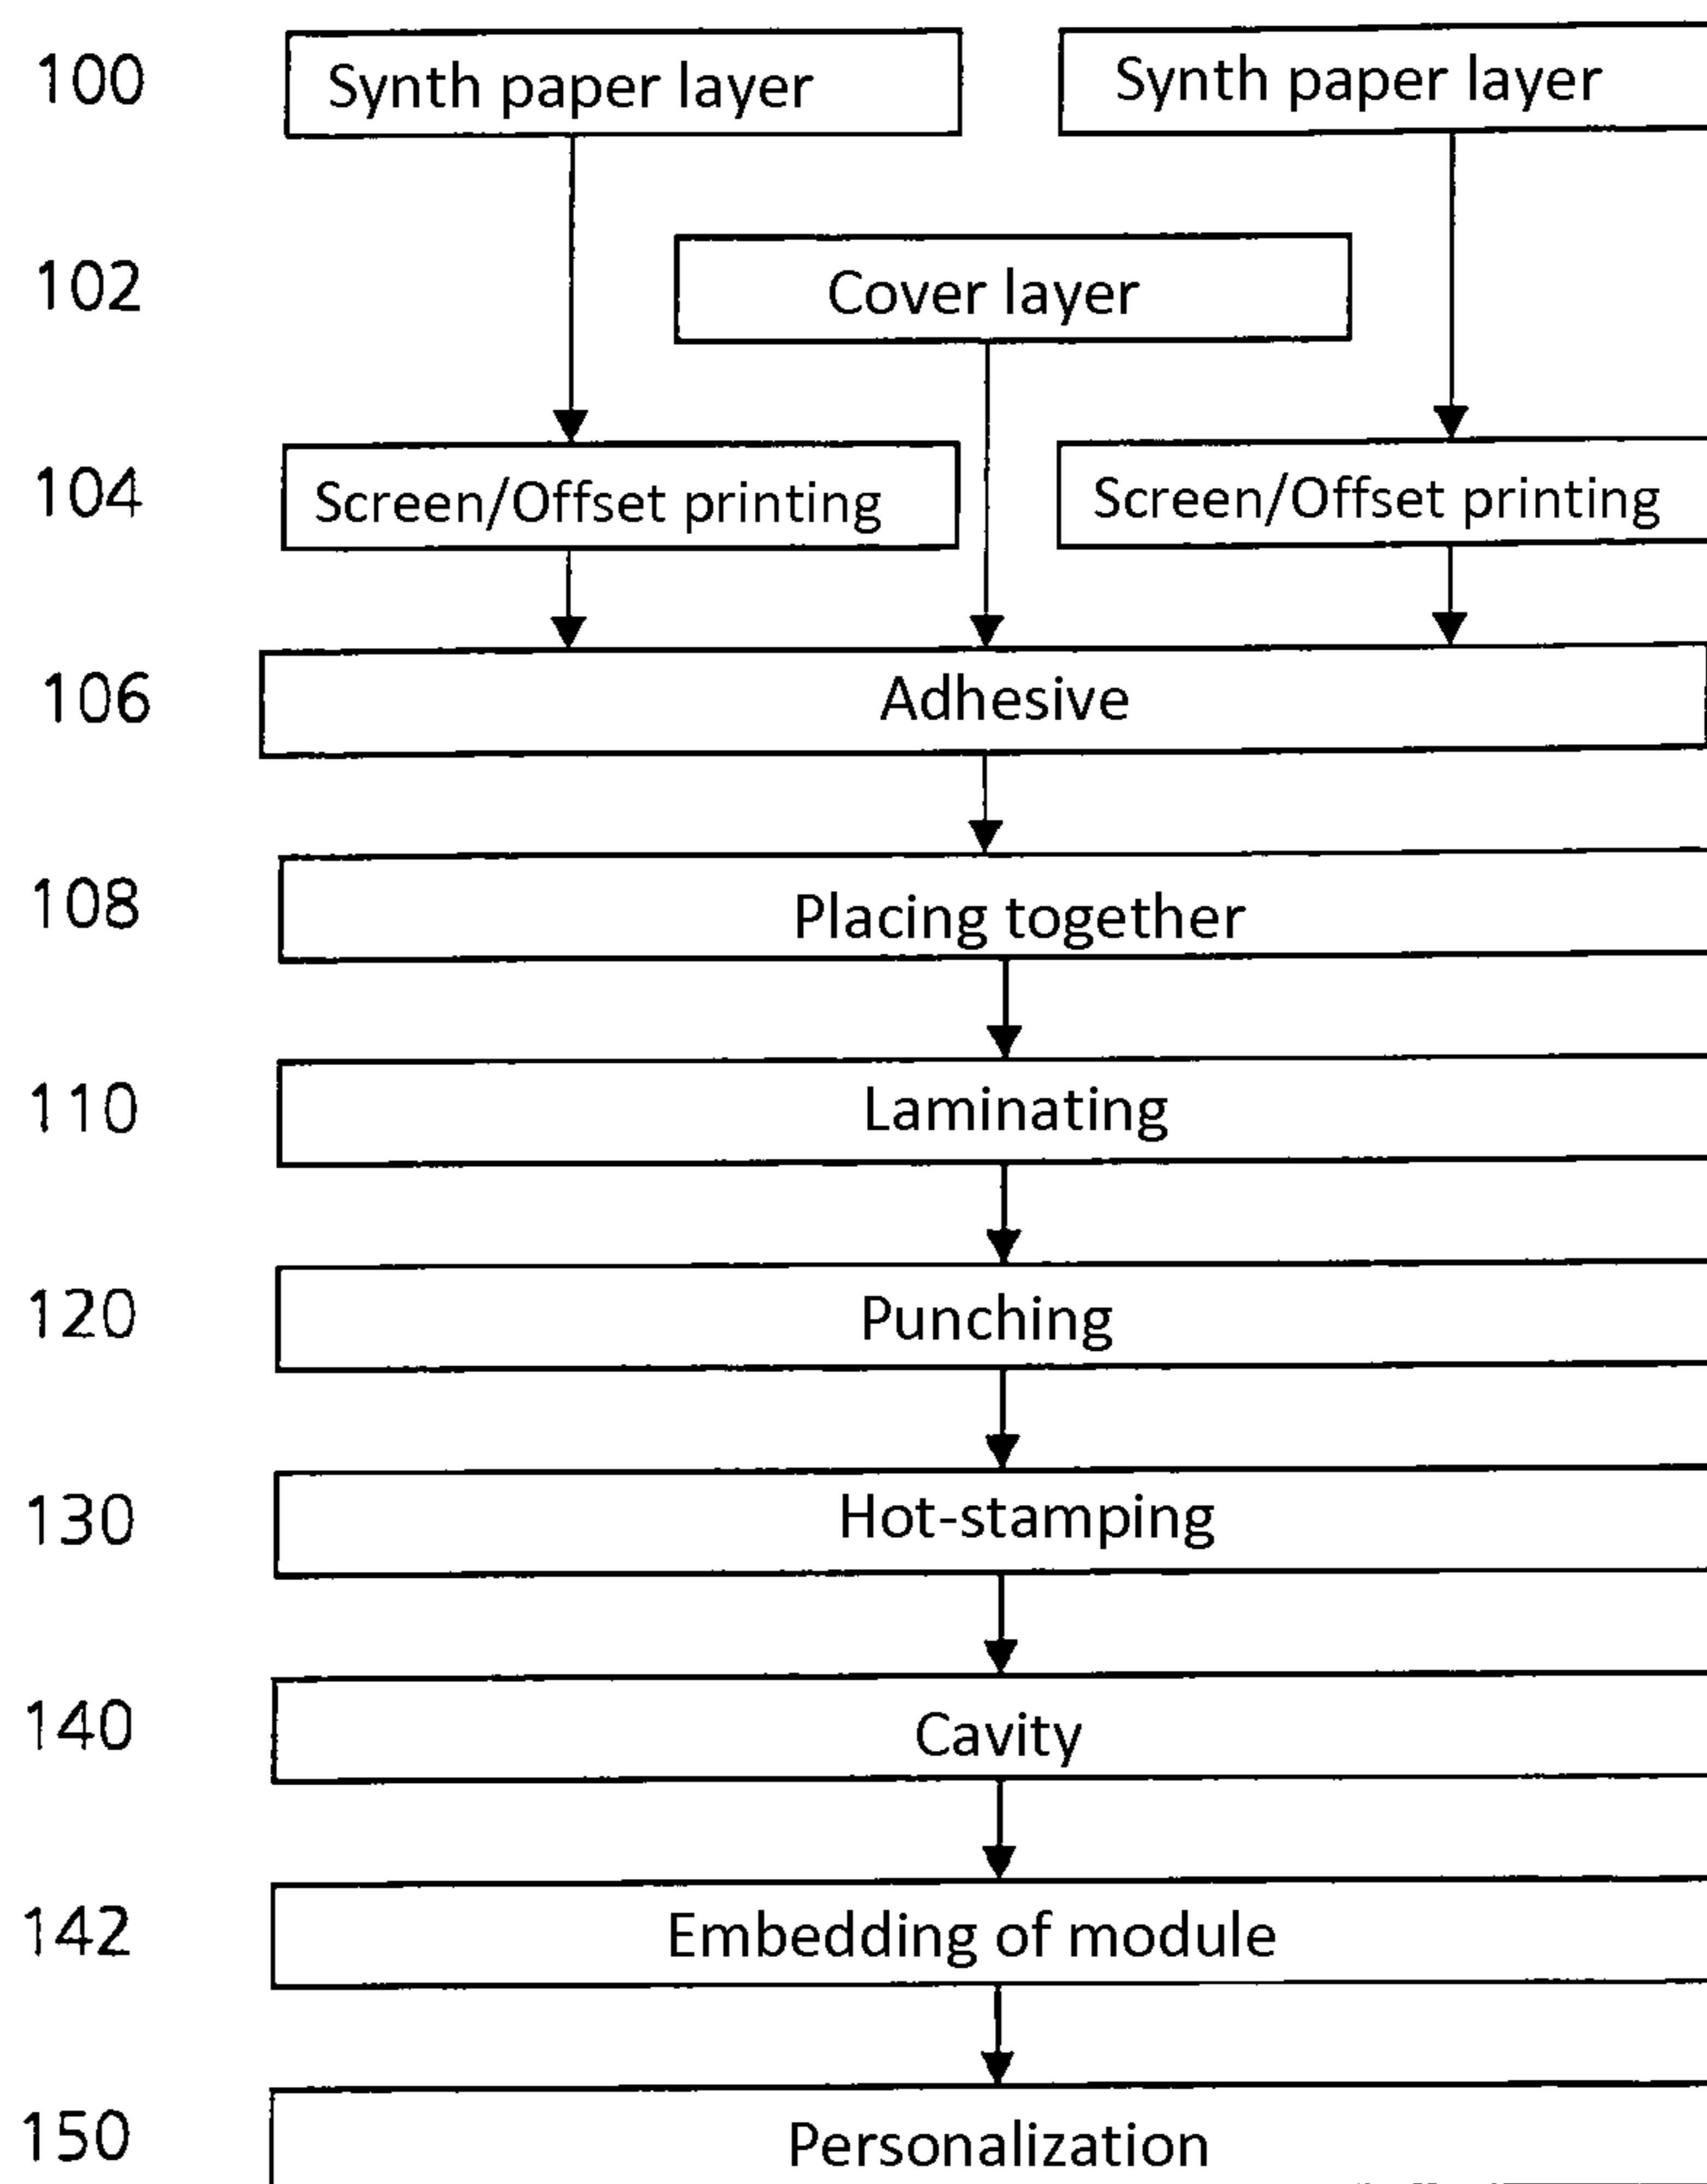 100 Synth paper layer Synth paper layer
102 Cover layer
104 Screen/Offset printing Screen/Offset printing
106 Adhesive
108 Placing together
110 Laminating
120 Punching
130 Hot-stamping
140 Cavity
142 Embedding of module
150 Personalization